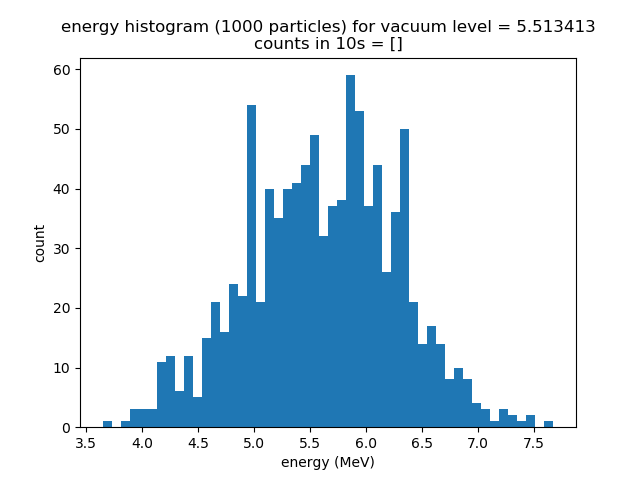 energy histogram (1000 particles) for vacuum level = 5.513413
counts in 10s = []
60
50
40
30
20
10
0
count
3.5 4.0 4.5 5.0 5.5 6.0 6.5 7.0 7.5
energy (MeV)